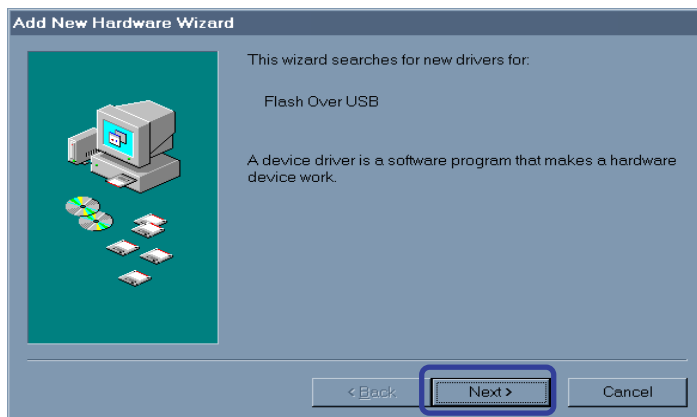 Add New Hardware Wizard
This wizard searches for new drivers for:
Flash Over USB
A device driver is a software program that makes a hardware
device work.
< Back
Next >
Cancel